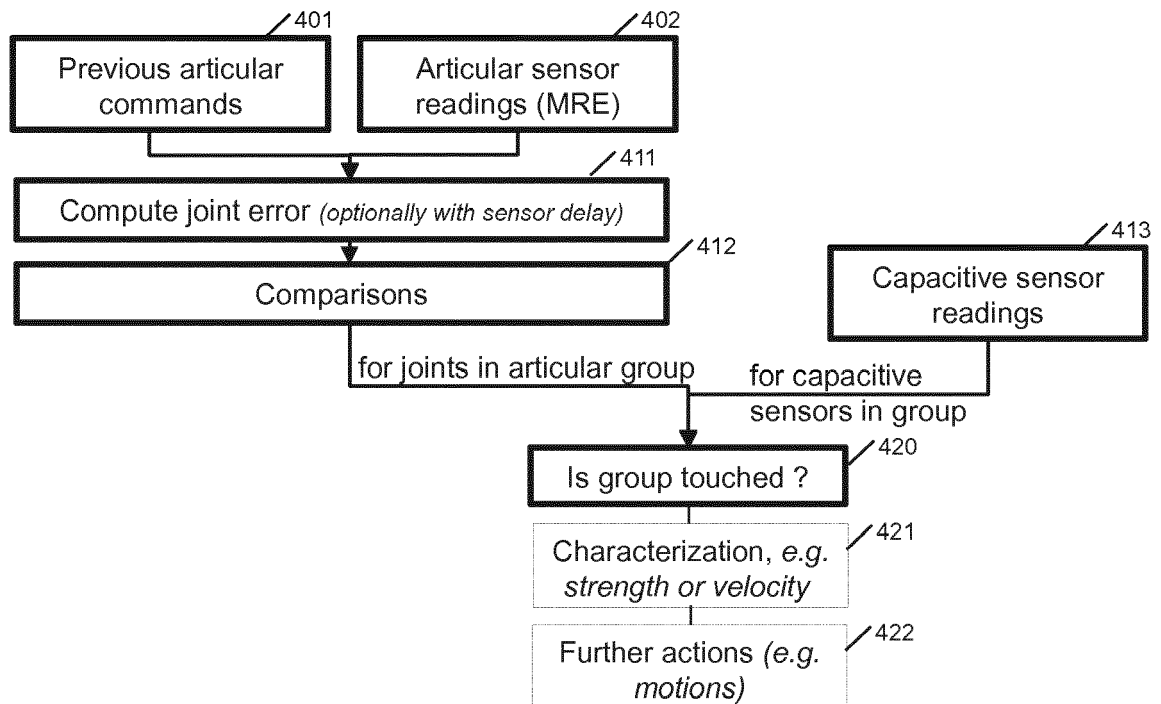 401
402
Previous articular
commands
Articular sensor
readings (MRE)
411
Compute joint error (optionally with sensor delay)
412
Comparisons
413
Capacitive sensor
readings
for joints in articular group
for capacitive
sensors in group
420
Is group touched ?
421
Characterization, e.g.
strength or velocity
422
Further actions (e.g.
motions)